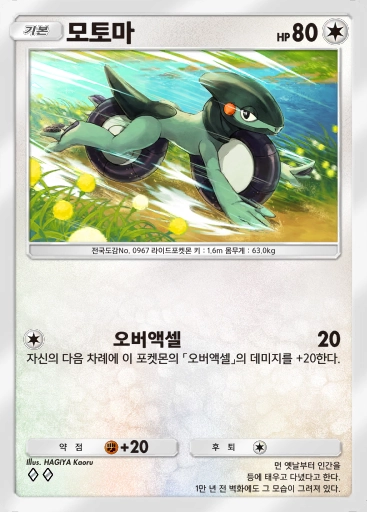 기본 모토마 HP 80
전국도감No. 0967 라이드포켓몬 키 : 1.6m 몸무게 : 63.0kg
오버액셀 20
자신의 다음 차례에 이 포켓몬의 「오버액셀」의 데미지를 +20한다.
약점 +20 후퇴
Illus. HAGIYA Kaoru
먼 옛날부터 인간을
등에 태우고 다녔다고 한다.
1만 년 전 벽화에도 그 모습이 그려져 있다.